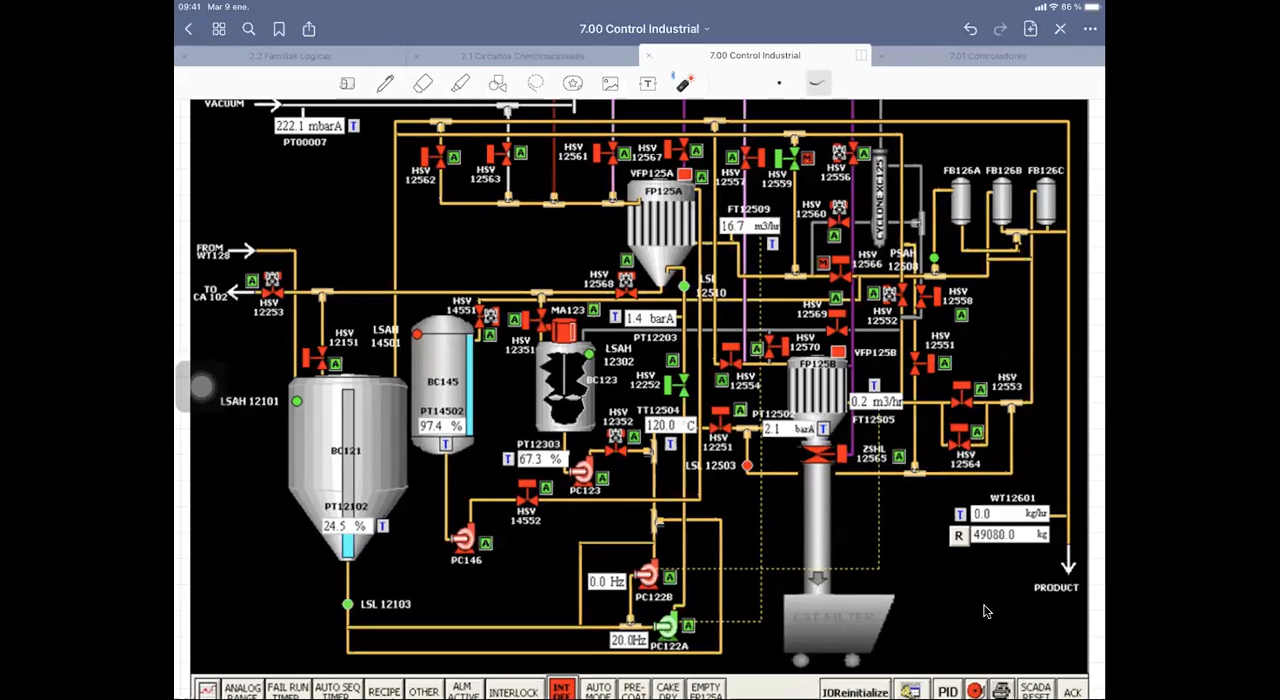 09:41 Mar 9 ene.
86 %
7.00 Control Industrial
2.2 Familias Logicas
2.1 Circuitos Combinacionales
7.00 Control Industrial
7.01 Controladores
VACUUM
222.1 mbarA T
PT00007
HSV 12562
A
HSV 12563
A
HSV 12561
A
HSV 12567
A
VFP125A
A
FP125A
HSV 12557
A
HSV 12559
M
HSV 12556
A
CYCLONE XC125
FB126A FB126B FB126C
FT12509
16.7 m3/hr
T
HSV 12560
A
FROM WT128
TO CA 102
A
HSV 12253
A
HSV 12568
LSL 12510
M
HSV 12566
PSAH 12508
HSV 12151
A
LSAH 14501
HSV 14551
A
A
HSV 12351
MA123
A
T 1.4 barA
PT12203
A
HSV 12569
A
HSV 12552
HSV 12558
A
LSAH 12302
BC123
A
HSV 12252
A
HSV 12554
A
HSV 12570
VFP125B
FP125B
HSV 12551
A
LSAH 12101
BC121
BC145
PT14502
97.4 %
T
HSV 12352
A
TT12504
120.0 C
T
A
HSV 12251
PT12502
2.1 barA T
T
0.2 m3/hr
FT12505
HSV 12553
A
A
HSV 12564
PT12303
T 67.3 %
PC123
A
LSL 12503
ZSHL 12565
A
PT12102
24.5 % T
A
HSV 14552
PC146
A
WT12601
T 0.0 kg/hr
R 49080.0 kg
PRODUCT
LSL 12103
0.0 Hz
PC122B
A
20.0Hz
PC122A
A
CAT FILTER
ANALOG RANGE
FAIL RUN TIMER
AUTO SEQ TIMER
RECIPE
OTHER
ALM ACTIVE
INTERLOCK
INT OFF
AUTO MODE
PRE-COAT
CAKE DRY
EMPTY FP125A
IOReinitialize
PID
SCADA RESET
ACK